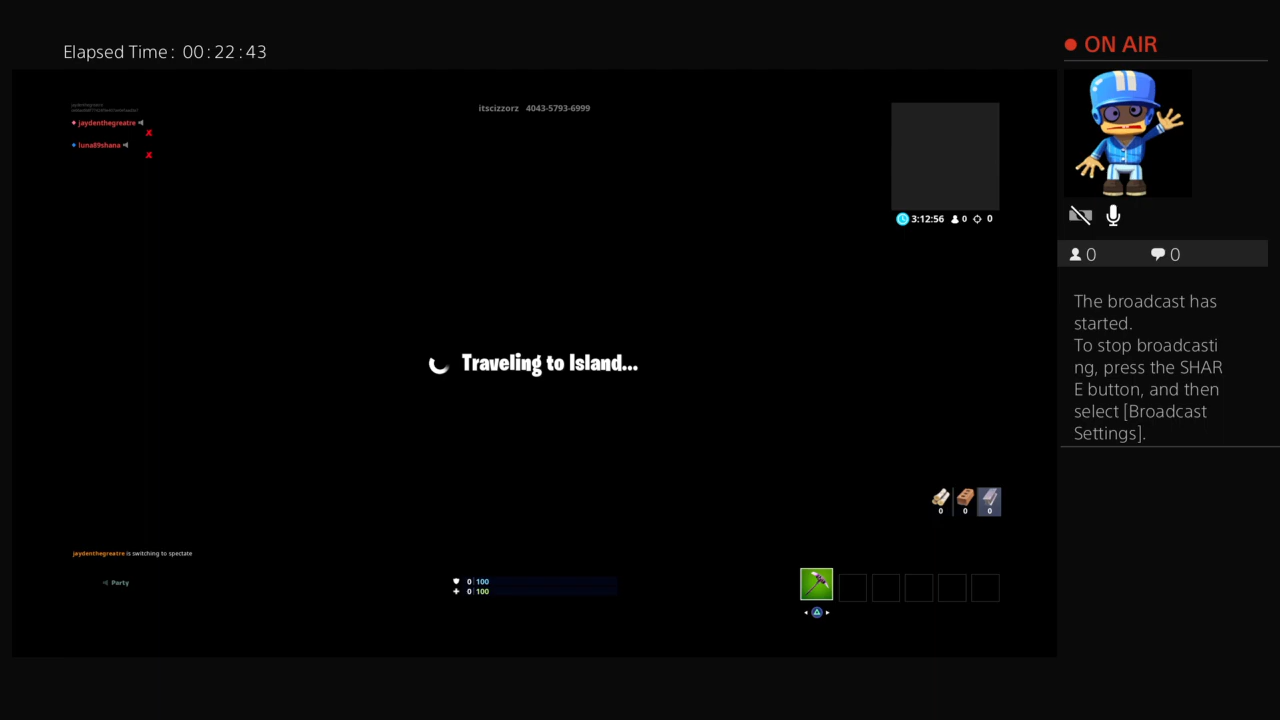 Elapsed Time: 00:22:43
ON AIR
jaydenthegreatre
itscizzorz 4043-5793-6999
jaydenthegreatre
x
luna89shana
x
3:12:56 0 0
0 0
The broadcast has
started.
To stop broadcasti
ng, press the SHAR
E button, and then
select [Broadcast
Settings].
Traveling to Island...
0 0 0
jaydenthegreatre is switching to spectate
Party
0 100
0 100